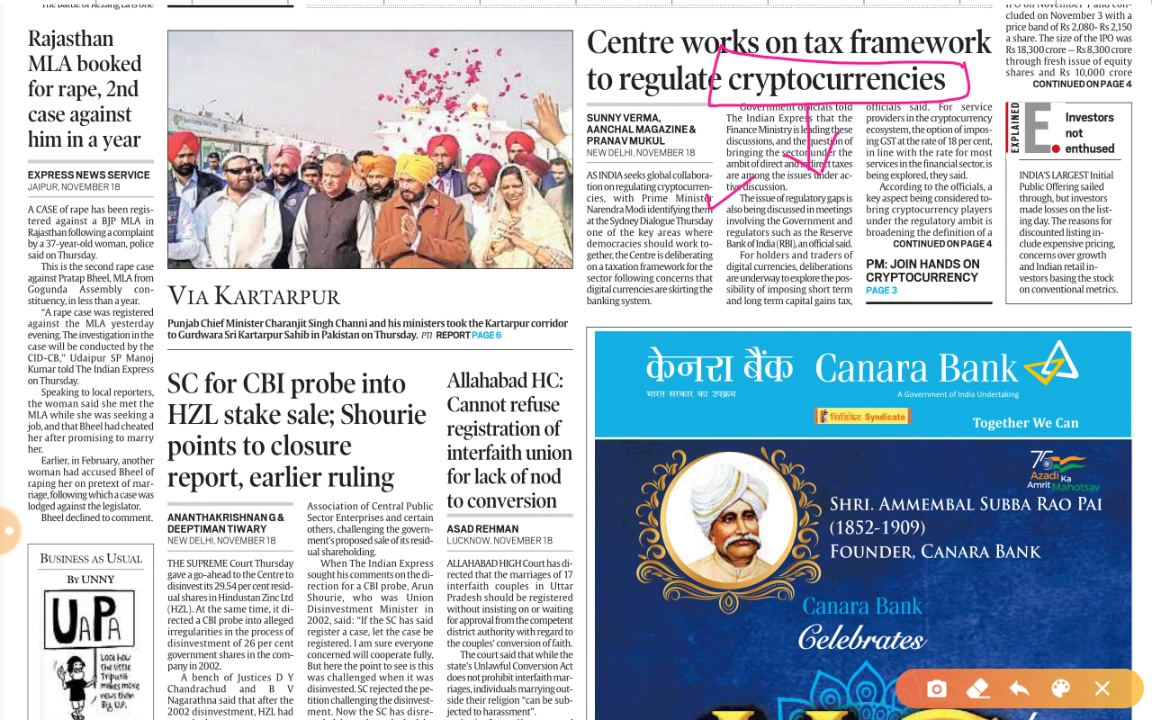 Rajasthan
MLA booked
for rape, 2nd
case against
him in a year
EXPRESS NEWS SERVICE
JAIPUR, NOVEMBER 18
A CASE of rape has been regis-
tered against a BJP MLA in
Rajasthan following a complaint
by a 37-year-old woman, police
said on Thursday.
This is the second rape case
against Pratap Bheel, MLA from
Gogunda Assembly con-
stituency, in less than a year.
"A rape case was registered
against the MLA yesterday
evening. The investigation in the
case will be conducted by the
CID-CB," Udaipur SP Manoj
Kumar told The Indian Express
on Thursday.
Speaking to local reporters,
the woman said she met the
MLA while she was seeking a
job, and that Bheel had cheated
her after promising to marry
her.
Earlier, in February, another
woman had accused Bheel of
raping her on pretext of mar-
riage, following which a case was
lodged against the legislator.
Bheel declined to comment.
BUSINESS AS USUAL
BY UNNY
UAPA
LOOK HOW
THE LITTLE
TRIPURA
MAKES MORE
NEWS THAN
BIG U.P.
VIA KARTARPUR
Punjab Chief Minister Charanjit Singh Channi and his ministers took the Kartarpur corridor
to Gurdwara Sri Kartarpur Sahib in Pakistan on Thursday. PTI REPORT PAGE 6
SC for CBI probe into
HZL stake sale; Shourie
points to closure
report, earlier ruling
ANANTHAKRISHNAN G &
DEEPTIMAN TIWARY
NEW DELHI, NOVEMBER 18
THE SUPREME Court Thursday
gave a go-ahead to the Centre to
disinvest its 29.54 per cent resid-
ual shares in Hindustan Zinc Ltd
(HZL). At the same time, it di-
rected a CBI probe into alleged
irregularities in the process of
disinvestment of 26 per cent
government shares in the com-
pany in 2002.
A bench of Justices D Y
Chandrachud and B V
Nagarathna said that after the
2002 disinvestment, HZL had
Association of Central Public
Sector Enterprises and certain
others, challenging the govern-
ment's proposed sale of its resid-
ual shareholding.
When The Indian Express
sought his comments on the di-
rection for a CBI probe, Arun
Shourie, who was Union
Disinvestment Minister in
2002, said: "If the SC has said
register a case, let the case be
registered. I am sure everyone
concerned will cooperate fully.
But here the point to see is this
was challenged when it was
disinvested. SC rejected the pe-
tition challenging the disinvest-
ment. Now the SC has disre-
Allahabad HC:
Cannot refuse
registration of
interfaith union
for lack of nod
to conversion
ASAD REHMAN
LUCKNOW, NOVEMBER 18
ALLAHABAD HIGH Court has di-
rected that the marriages of 17
interfaith couples in Uttar
Pradesh should be registered
without insisting on or waiting
for approval from the competent
district authority with regard to
the couples' conversion of faith.
The court said that while the
state's Unlawful Conversion Act
does not prohibit interfaith mar-
riages, individuals marrying out-
side their religion "can be sub-
jected to harassment".
Centre works on tax framework
to regulate cryptocurrencies
SUNNY VERMA,
AANCHAL MAGAZINE &
PRANAV MUKUL
NEW DELHI, NOVEMBER 18
AS INDIA seeks global collabora-
tion on regulating cryptocurren-
cies, with Prime Minister
Narendra Modi identifying them
at the Sydney Dialogue Thursday
one of the key areas where
democracies should work to-
gether, the Centre is deliberating
on a taxation framework for the
sector following concerns that
digital currencies are skirting the
banking system.
Government officials told
The Indian Express that the
Finance Ministry is leading these
discussions, and the question of
bringing the sector under the
ambit of direct and indirect taxes
are among the issues under ac-
tive discussion.
The issue of regulatory gaps is
also being discussed in meetings
involving the Government and
regulators such as the Reserve
Bank of India (RBI), an official said.
For holders and traders of
digital currencies, deliberations
are underway to explore the pos-
sibility of imposing short term
and long term capital gains tax,
officials said. For service
providers in the cryptocurrency
ecosystem, the option of impos-
ing GST at the rate of 18 per cent,
in line with the rate for most
services in the financial sector, is
being explored, they said.
According to the officials, a
key aspect being considered to-
bring cryptocurrency players
under the regulatory ambit is
broadening the definition of a
CONTINUED ON PAGE 4
PM: JOIN HANDS ON
CRYPTOCURRENCY
PAGE 3
cluded on November 3 with a
price band of Rs 2,080- Rs 2,150
a share. The size of the IPO was
Rs 18,300 crore — Rs 8,300 crore
through fresh issue of equity
shares and Rs 10,000 crore
CONTINUED ON PAGE 4
EXPLAINED
E.
Investors
not
enthused
INDIA'S LARGEST Initial
Public Offering sailed
through, but investors
made losses on the list-
ing day. The reasons for
discounted listing in-
clude expensive pricing,
concerns over growth
and Indian retail in-
vestors basing the stock
on conventional metrics.
केनरा बैंक Canara Bank
भारत सरकार का उपक्रम
A Government of India Undertaking
सिंडिकेट Syndicate
Together We Can
75
Azadi Ka
Amrit Mahotsav
SHRI. AMMEMBAL SUBBA RAO PAI
(1852-1909)
FOUNDER, CANARA BANK
Canara Bank
Celebrates